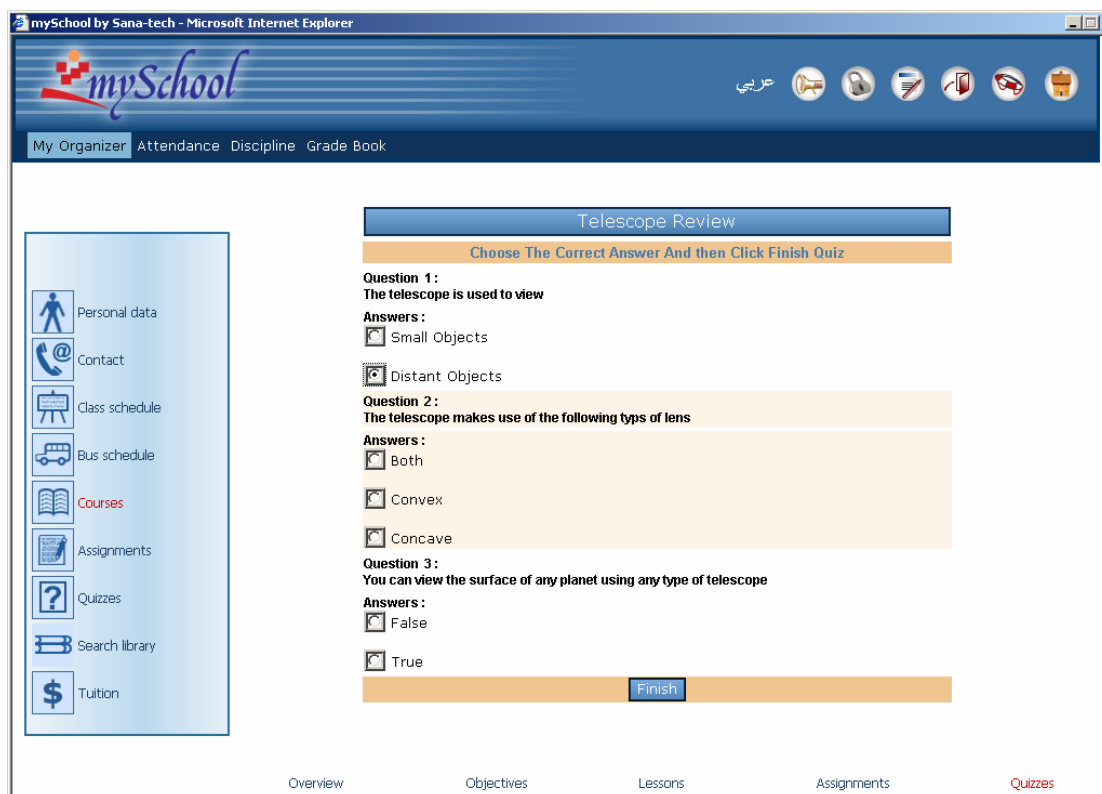 mySchool by Sana-tech - Microsoft Internet Explorer
mySchool
عربي
My Organizer Attendance Discipline Grade Book
Personal data
Contact
Class schedule
Bus schedule
Courses
Assignments
Quizzes
Search library
Tuition
Telescope Review
Choose The Correct Answer And then Click Finish Quiz
Question 1 :
The telescope is used to view
Answers :
Small Objects
Distant Objects
Question 2 :
The telescope makes use of the following typs of lens
Answers :
Both
Convex
Concave
Question 3 :
You can view the surface of any planet using any type of telescope
Answers :
False
True
Finish
Overview Objectives Lessons Assignments Quizzes